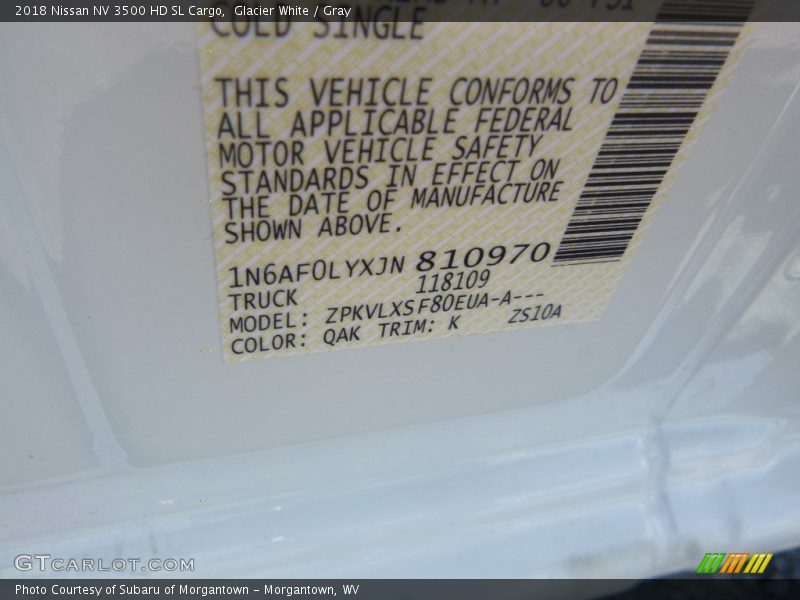 2018 Nissan NV 3500 HD SL Cargo, Glacier White / Gray
COLD SINGLE
THIS VEHICLE CONFORMS TO
ALL APPLICABLE FEDERAL
MOTOR VEHICLE SAFETY
STANDARDS IN EFFECT ON
THE DATE OF MANUFACTURE
SHOWN ABOVE.
1N6AF0LYXJN 810970
TRUCK 118109
MODEL: ZPKVLXSF80EUA-A---
COLOR: QAK TRIM: K ZS10A
GTCARLOT.COM
Photo Courtesy of Subaru of Morgantown - Morgantown, WV